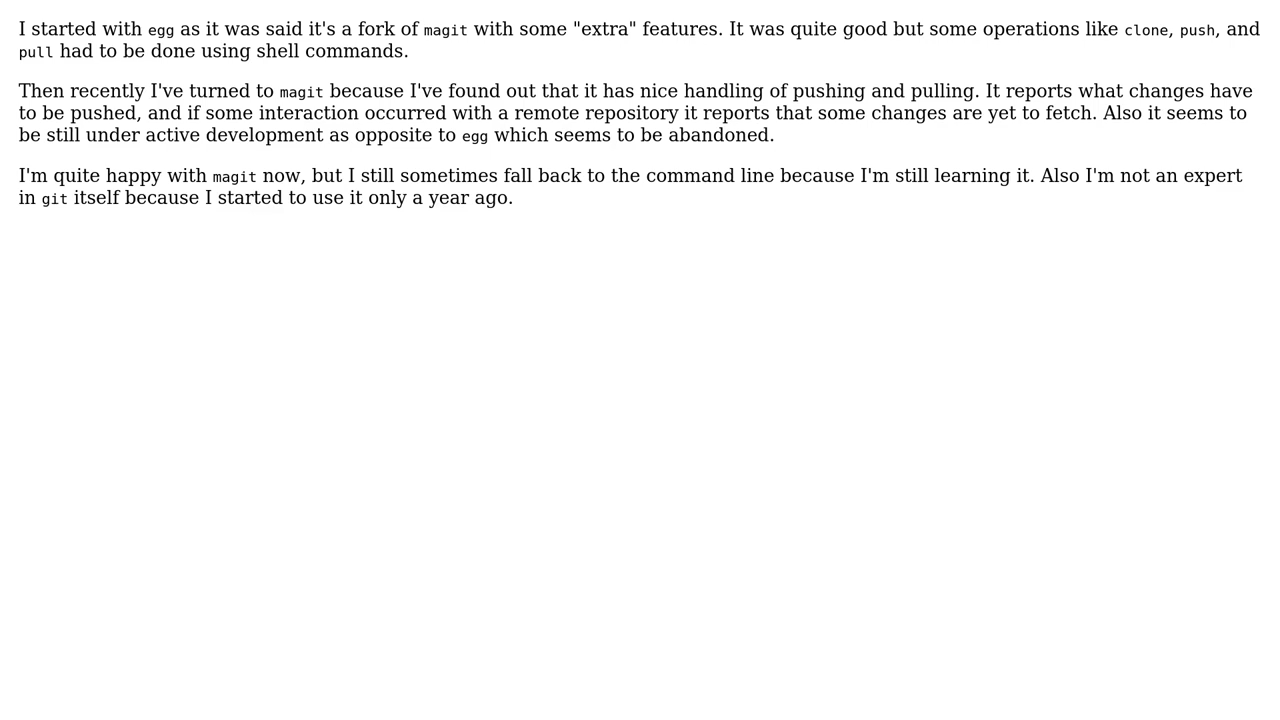 I started with egg as it was said it's a fork of magit with some "extra" features. It was quite good but some operations like clone, push, and
pull had to be done using shell commands.
Then recently I've turned to magit because I've found out that it has nice handling of pushing and pulling. It reports what changes have
to be pushed, and if some interaction occurred with a remote repository it reports that some changes are yet to fetch. Also it seems to
be still under active development as opposite to egg which seems to be abandoned.
I'm quite happy with magit now, but I still sometimes fall back to the command line because I'm still learning it. Also I'm not an expert
in git itself because I started to use it only a year ago.